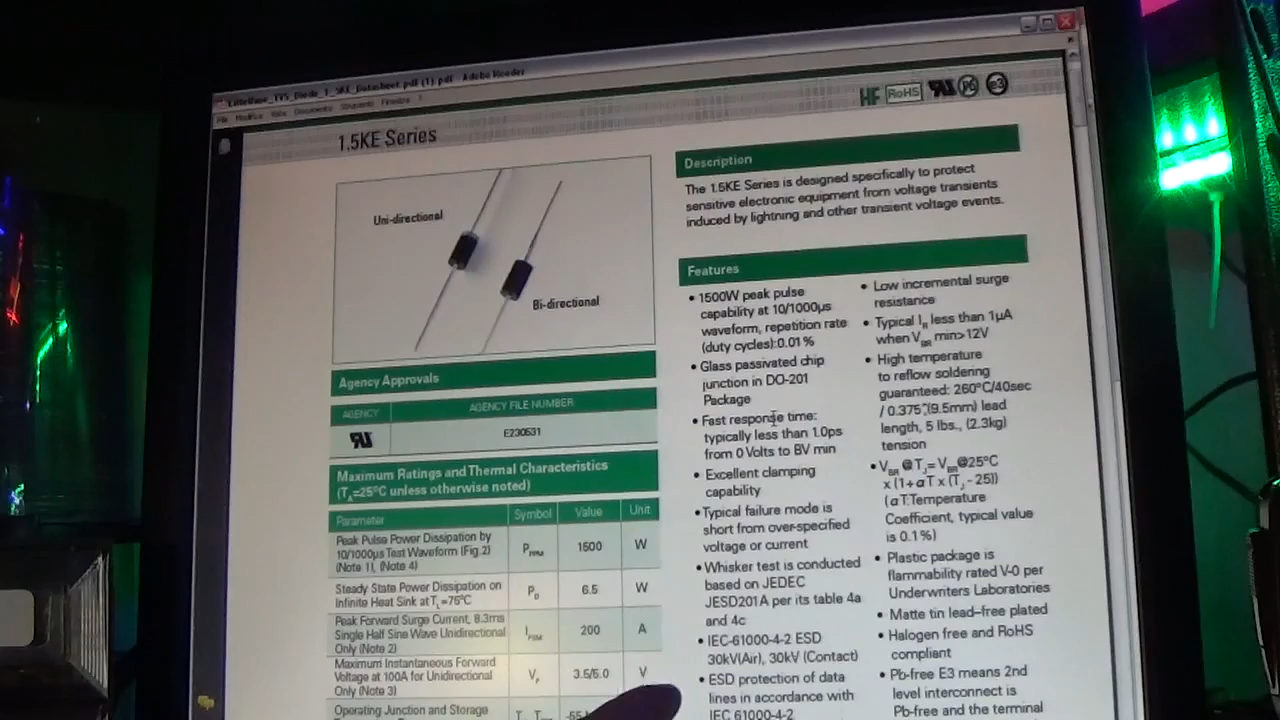 Littelfuse_TVS_Diode_1_5KE_Datasheet.pdf (1).pdf - Adobe Reader
File Modifica Vista Documento Strumenti Finestra ?
HF RoHS e3
1.5KE Series
Uni-directional
Bi-directional
Agency Approvals
AGENCY AGENCY FILE NUMBER
E230531
Maximum Ratings and Thermal Characteristics
(TA=25°C unless otherwise noted)
Parameter Symbol Value Unit
Peak Pulse Power Dissipation by
10/1000µs Test Waveform (Fig.2)
(Note 1), (Note 4)
PPPM 1500 W
Steady State Power Dissipation on
Infinite Heat Sink at TL=75°C
PD 6.5 W
Peak Forward Surge Current, 8.3ms
Single Half Sine Wave Unidirectional
Only (Note 2)
IFSM 200 A
Maximum Instantaneous Forward
Voltage at 100A for Unidirectional
Only (Note 3)
VF 3.5/5.0 V
Operating Junction and Storage
Description
The 1.5KE Series is designed specifically to protect
sensitive electronic equipment from voltage transients
induced by lightning and other transient voltage events.
Features
• 1500W peak pulse
capability at 10/1000µs
waveform, repetition rate
(duty cycles):0.01%
• Glass passivated chip
junction in DO-201
Package
• Fast response time:
typically less than 1.0ps
from 0 Volts to BV min
• Excellent clamping
capability
• Typical failure mode is
short from over-specified
voltage or current
• Whisker test is conducted
based on JEDEC
JESD201A per its table 4a
and 4c
• IEC-61000-4-2 ESD
30kV(Air), 30kV (Contact)
• ESD protection of data
lines in accordance with
IEC 61000-4-2
• Low incremental surge
resistance
• Typical IR less than 1µA
when VBR min>12V
• High temperature
to reflow soldering
guaranteed: 260°C/40sec
/ 0.375",(9.5mm) lead
length, 5 lbs., (2.3kg)
tension
• VBR @TJ= VBR@25°C
x (1+αT x (TJ - 25))
(αT:Temperature
Coefficient, typical value
is 0.1%)
• Plastic package is
flammability rated V-0 per
Underwriters Laboratories
• Matte tin lead–free plated
• Halogen free and RoHS
compliant
• Pb-free E3 means 2nd
level interconnect is
Pb-free and the terminal